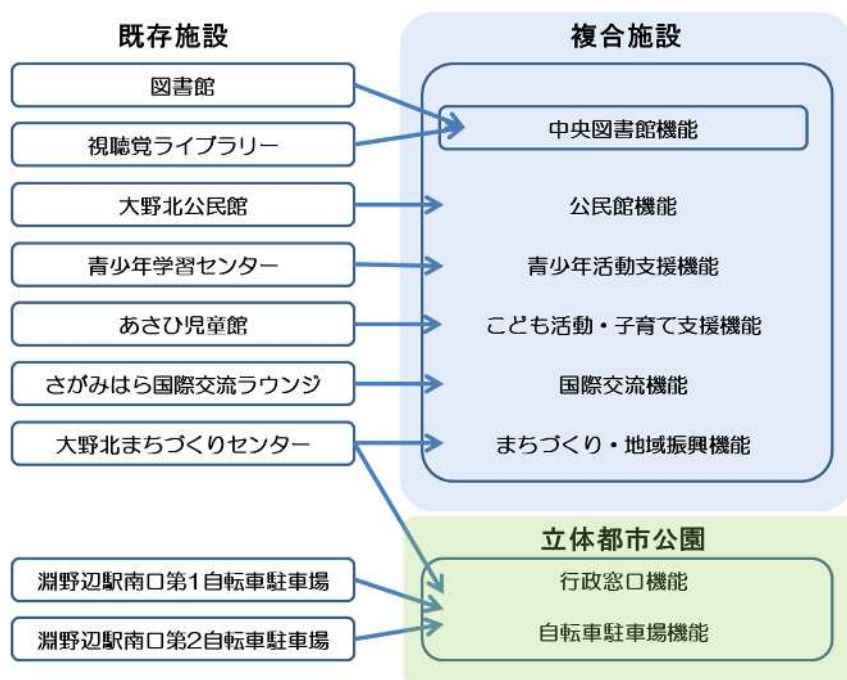 既存施設
図書館
視聴覚ライブラリー
大野北公民館
青少年学習センター
あさひ児童館
さがみはら国際交流ラウンジ
大野北まちづくりセンター
淵野辺駅南口第1自転車駐車場
淵野辺駅南口第2自転車駐車場
複合施設
中央図書館機能
公民館機能
青少年活動支援機能
こども活動・子育て支援機能
国際交流機能
まちづくり・地域振興機能
立体都市公園
行政窓口機能
自転車駐車場機能